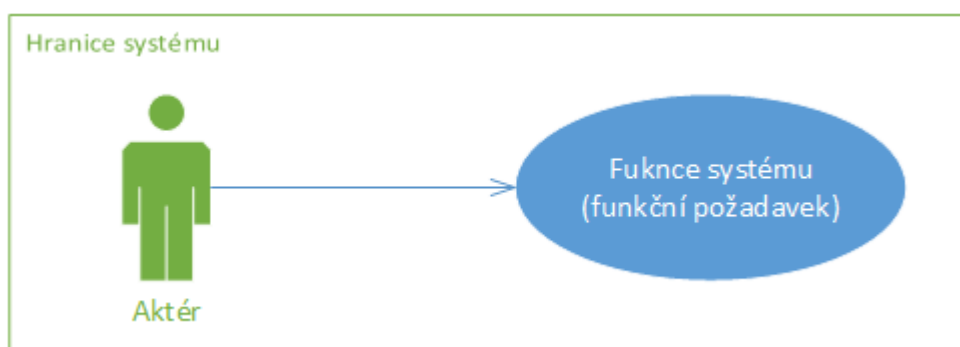 Hranice systému
Fuknce systému
(funkční požadavek)
Aktér